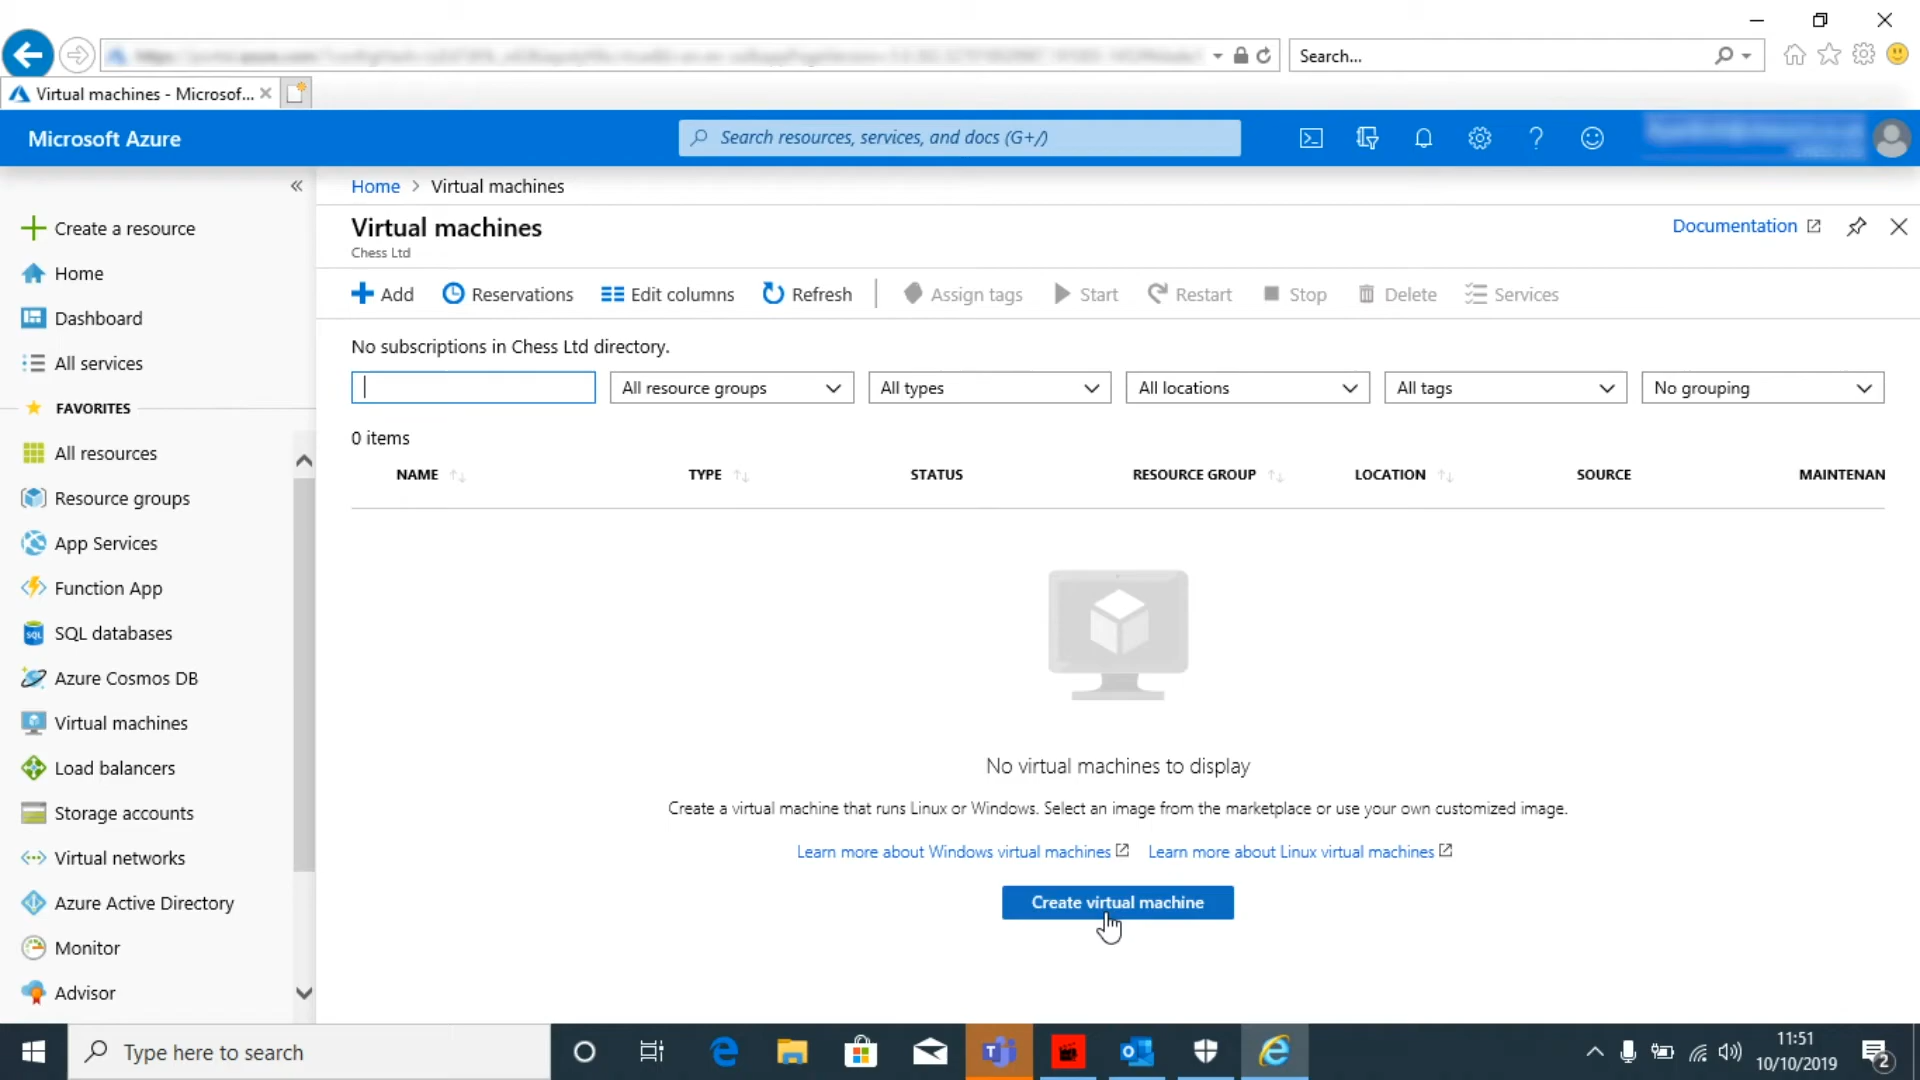 Search...
Virtual machines - Microsof...
Microsoft Azure
Search resources, services, and docs (G+/)
Home > Virtual machines
Create a resource
Home
Dashboard
All services
FAVORITES
All resources
Resource groups
App Services
Function App
SQL databases
Azure Cosmos DB
Virtual machines
Load balancers
Storage accounts
Virtual networks
Azure Active Directory
Monitor
Advisor
Virtual machines
Chess Ltd
Documentation
Add Reservations Edit columns Refresh Assign tags Start Restart Stop Delete Services
No subscriptions in Chess Ltd directory.
All resource groups All types All locations All tags No grouping
0 items
NAME TYPE STATUS RESOURCE GROUP LOCATION SOURCE MAINTENAN
No virtual machines to display
Create a virtual machine that runs Linux or Windows. Select an image from the marketplace or use your own customized image.
Learn more about Windows virtual machines Learn more about Linux virtual machines
Create virtual machine
Type here to search
11:51
10/10/2019
2